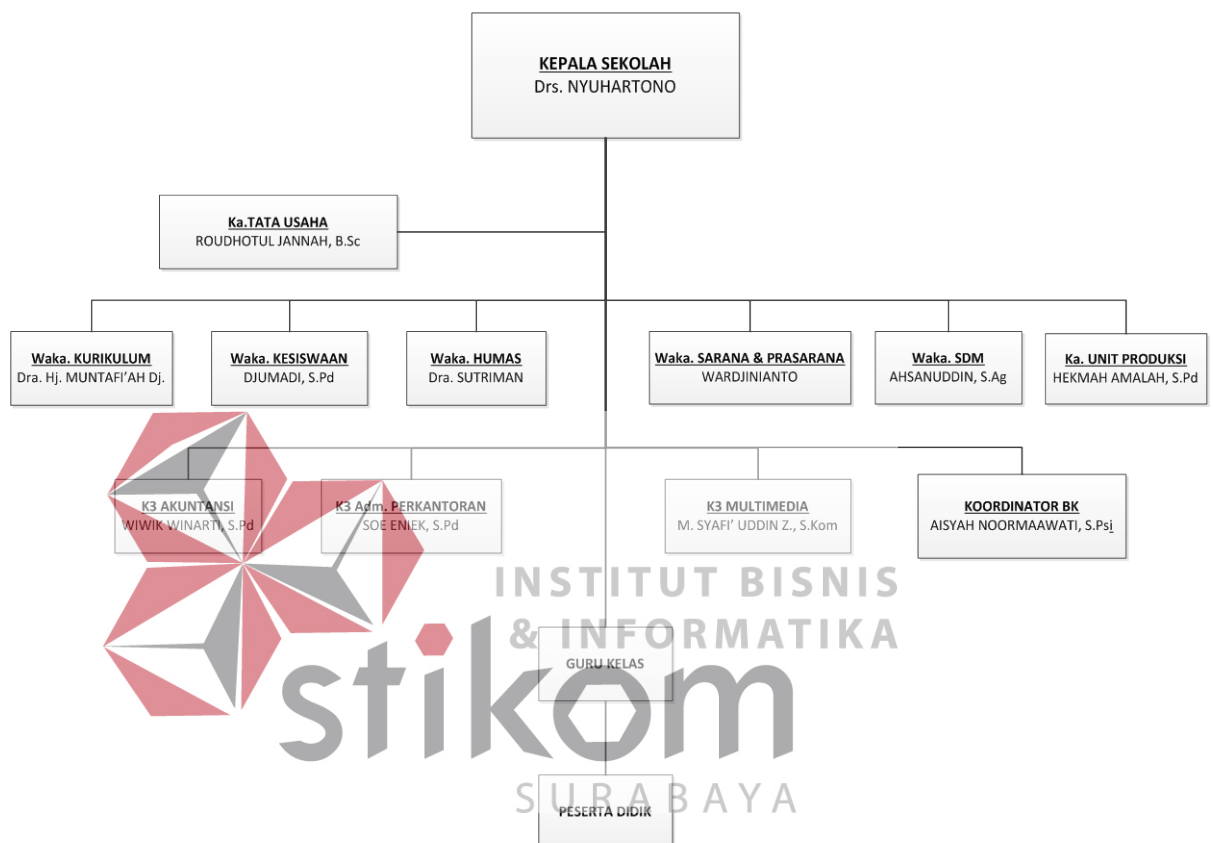 KEPALA SEKOLAH
Drs. NYUHARTONO
Ka.TATA USAHA
ROUDHOTUL JANNAH, B.Sc
Waka. KURIKULUM
Dra. Hj. MUNTAFI’AH Dj.
Waka. KESISWAAN
DJUMADI, S.Pd
Waka. HUMAS
Dra. SUTRIMAN
Waka. SARANA & PRASARANA
WARDJINIANTO
Waka. SDM
AHSANUDDIN, S.Ag
Ka. UNIT PRODUKSI
HEKMAH AMALAH, S.Pd
K3 AKUNTANSI
WIWIK WINARTI, S.Pd
K3 Adm. PERKANTORAN
SOE ENIEK, S.Pd
K3 MULTIMEDIA
M. SYAFI’ UDDIN Z., S.Kom
KOORDINATOR BK
AISYAH NOORMAAWATI, S.Psi
INSTITUT BISNIS
& INFORMATIKA
GURU KELAS
stikom
SURABAYA
PESERTA DIDIK